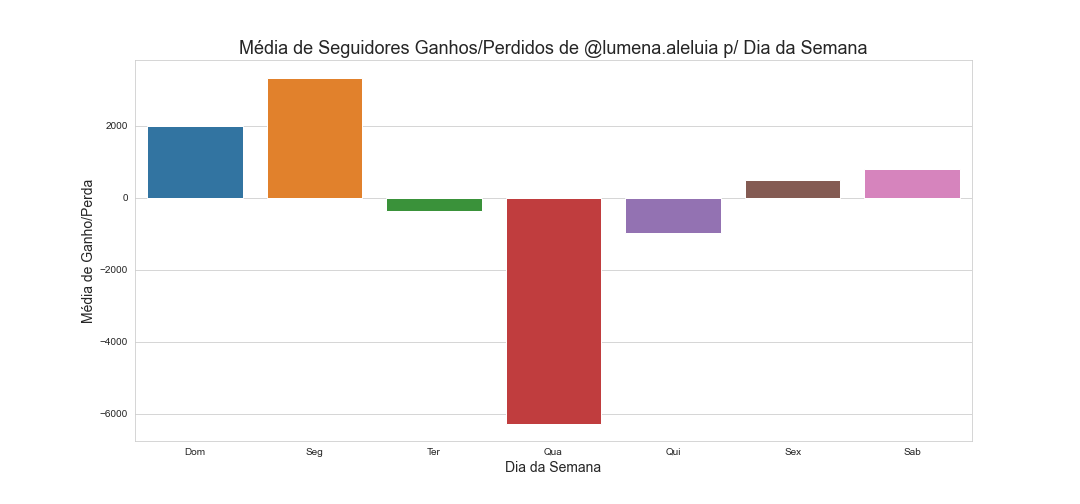 Média de Seguidores Ganhos/Perdidos de @lumena.aleluia p/ Dia da Semana
Média de Ganho/Perda
2000
0
−2000
−4000
−6000
Dom Seg Ter Qua Qui Sex Sab
Dia da Semana